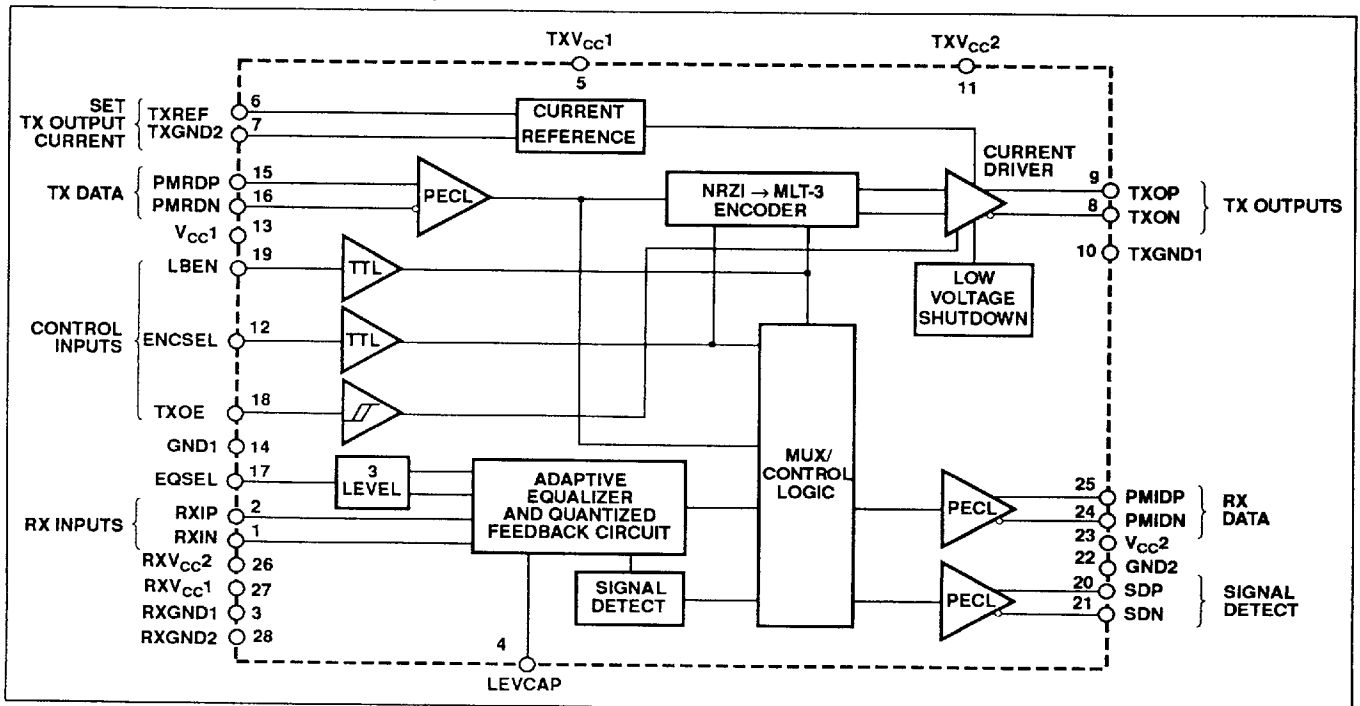 TXVCC1
TXVCC2
5
11
SET
TX OUTPUT
CURRENT
TXREF
6
TXGND2
7
CURRENT
REFERENCE
CURRENT
DRIVER
TX DATA
PMRDP
15
PMRDN
16
PECL
NRZI → MLT-3
ENCODER
9
TXOP
8
TXON
TX OUTPUTS
VCC1
13
10
TXGND1
CONTROL
INPUTS
LBEN
19
TTL
LOW
VOLTAGE
SHUTDOWN
ENCSEL
12
TTL
TXOE
18
GND1
14
MUX/
CONTROL
LOGIC
EQSEL
17
3
LEVEL
ADAPTIVE
EQUALIZER
AND QUANTIZED
FEEDBACK CIRCUIT
RX INPUTS
RXIP
2
RXIN
1
PECL
25
PMIDP
24
PMIDN
RX
DATA
23
VCC2
22
GND2
RXVCC2
26
RXVCC1
27
RXGND1
3
RXGND2
28
SIGNAL
DETECT
PECL
20
SDP
21
SDN
SIGNAL
DETECT
4
LEVCAP